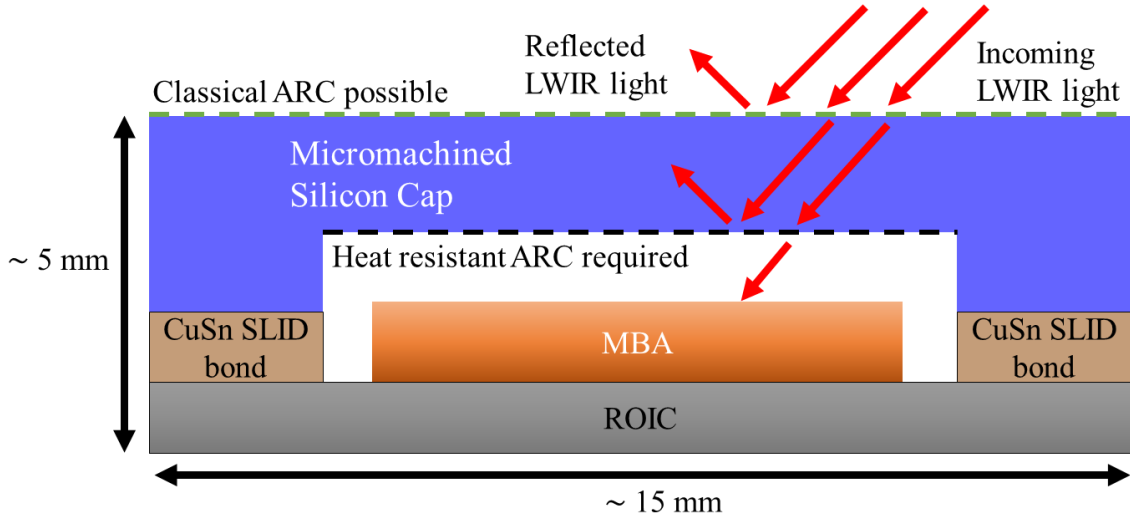 Reflected
LWIR light
Incoming
LWIR light
Classical ARC possible
Micromachined
Silicon Cap
~ 5 mm
Heat resistant ARC required
CuSn SLID
bond
MBA
CuSn SLID
bond
ROIC
~ 15 mm